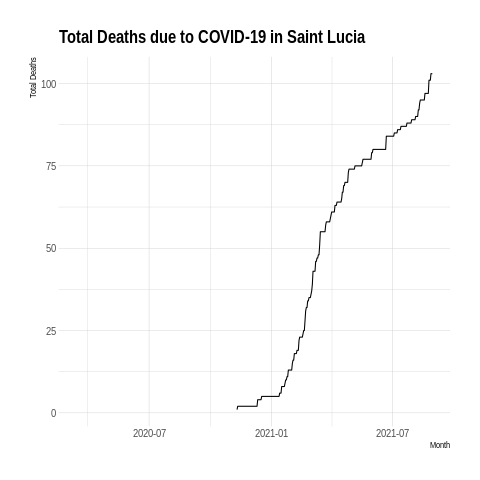 Total Deaths due to COVID-19 in Saint Lucia
Total Deaths
100
75
50
25
0
2020-07
2021-01
2021-07
Month